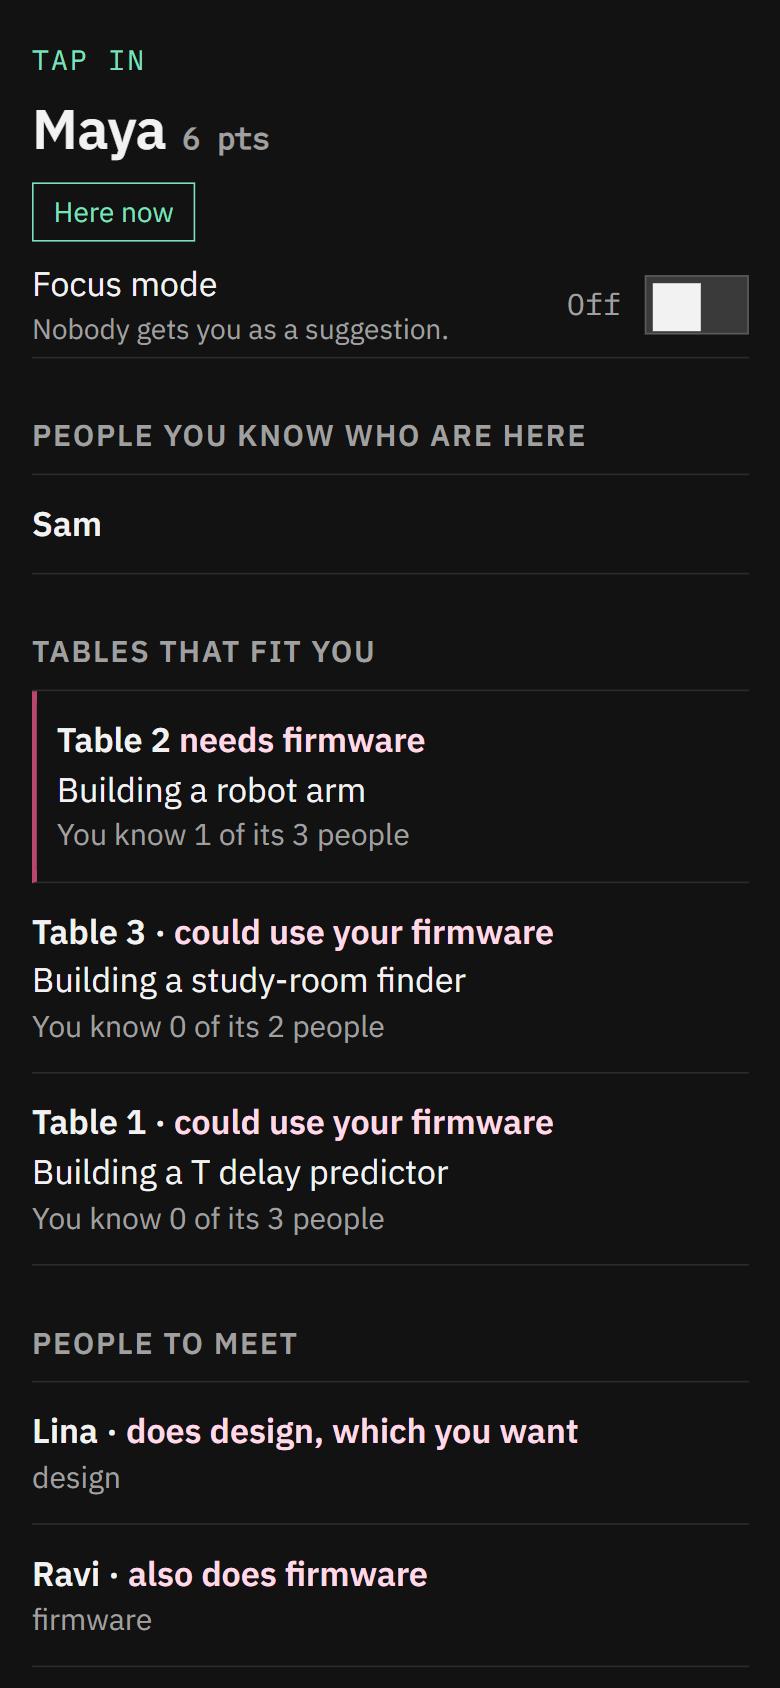 TAP IN
Maya 6 pts
Here now
Focus mode
Off
Nobody gets you as a suggestion.
PEOPLE YOU KNOW WHO ARE HERE
Sam
TABLES THAT FIT YOU
Table 2 needs firmware
Building a robot arm
You know 1 of its 3 people
Table 3 · could use your firmware
Building a study-room finder
You know 0 of its 2 people
Table 1 · could use your firmware
Building a T delay predictor
You know 0 of its 3 people
PEOPLE TO MEET
Lina · does design, which you want
design
Ravi · also does firmware
firmware